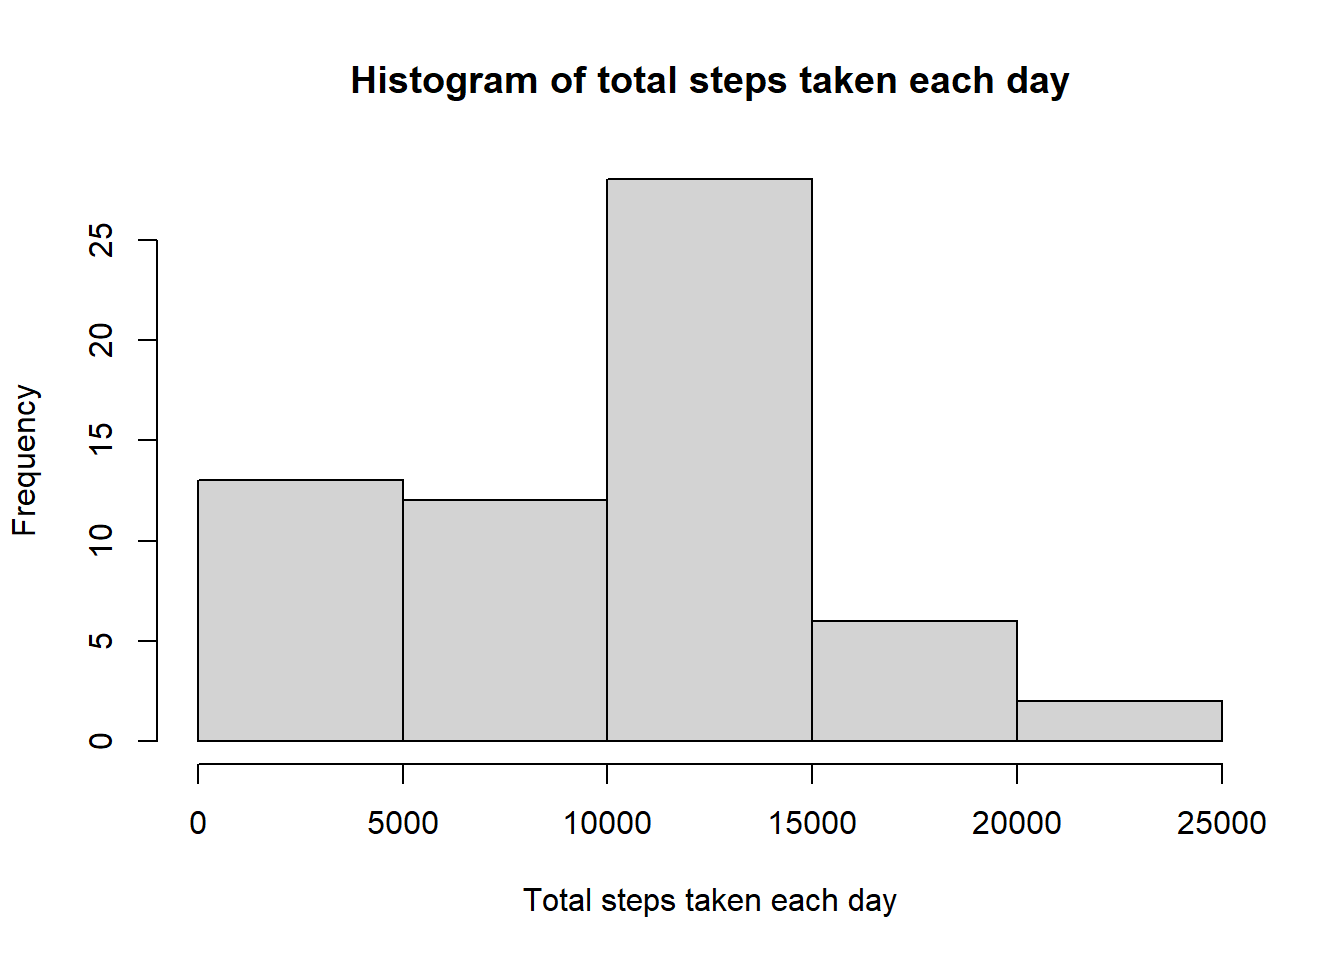 Histogram of total steps taken each day
Frequency
25
20
15
10
5
0
0 5000 10000 15000 20000 25000
Total steps taken each day